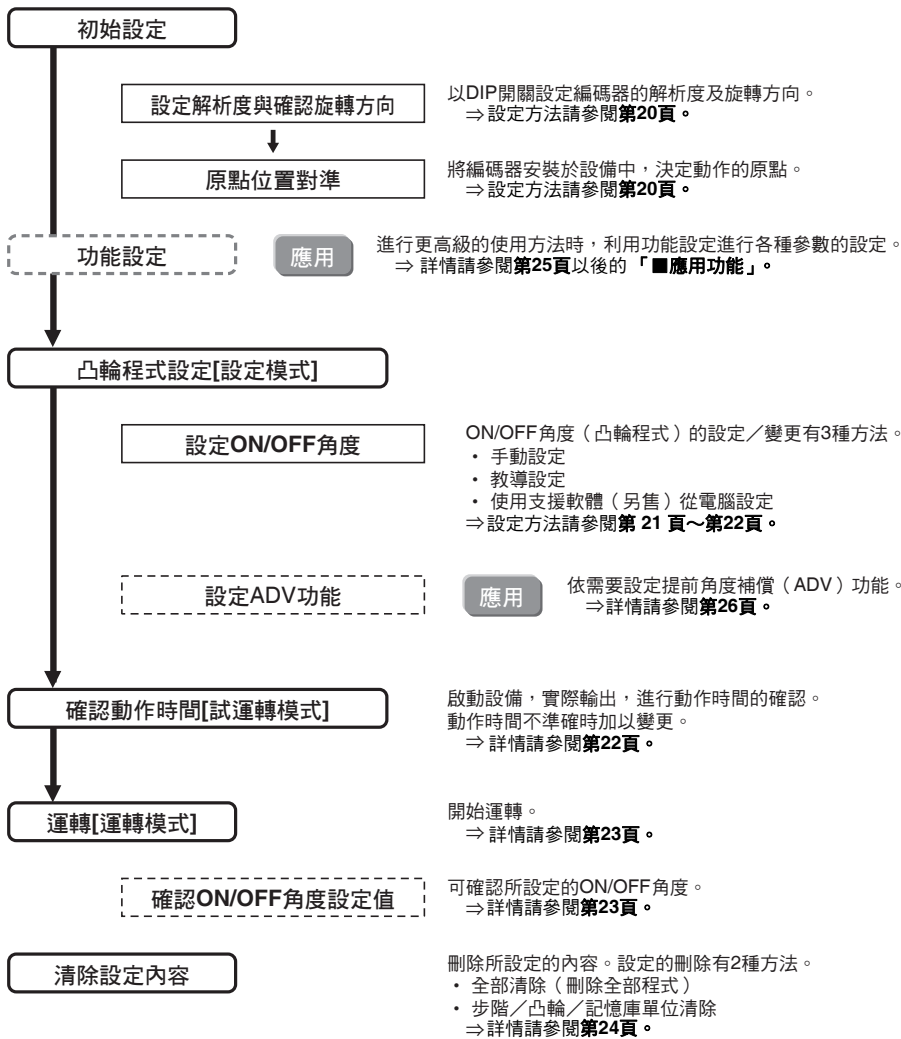 初始設定
設定解析度與確認旋轉方向
以DIP開關設定編碼器的解析度及旋轉方向。
⇒設定方法請參閱第20頁。
原點位置對準
將編碼器安裝於設備中，決定動作的原點。
⇒設定方法請參閱第20頁。
功能設定
應用
進行更高級的使用方法時，利用功能設定進行各種參數的設定。
⇒ 詳情請參閱第25頁以後的「■應用功能」。
凸輪程式設定[設定模式]
設定ON/OFF角度
ON/OFF角度（凸輪程式）的設定／變更有3種方法。
・ 手動設定
・ 教導設定
・ 使用支援軟體（另售）從電腦設定
⇒設定方法請參閱第 21 頁～第22頁。
設定ADV功能
應用
依需要設定提前角度補償（ADV）功能。
⇒詳情請參閱第26頁。
確認動作時間[試運轉模式]
啟動設備，實際輸出，進行動作時間的確認。
動作時間不準確時加以變更。
⇒ 詳情請參閱第22頁。
運轉[運轉模式]
開始運轉。
⇒ 詳情請參閱第23頁。
確認ON/OFF角度設定值
可確認所設定的ON/OFF角度。
⇒詳情請參閱第23頁。
清除設定內容
刪除所設定的內容。設定的刪除有2種方法。
・ 全部清除（刪除全部程式）
・ 步階／凸輪／記憶庫單位清除
⇒詳情請參閱第24頁。